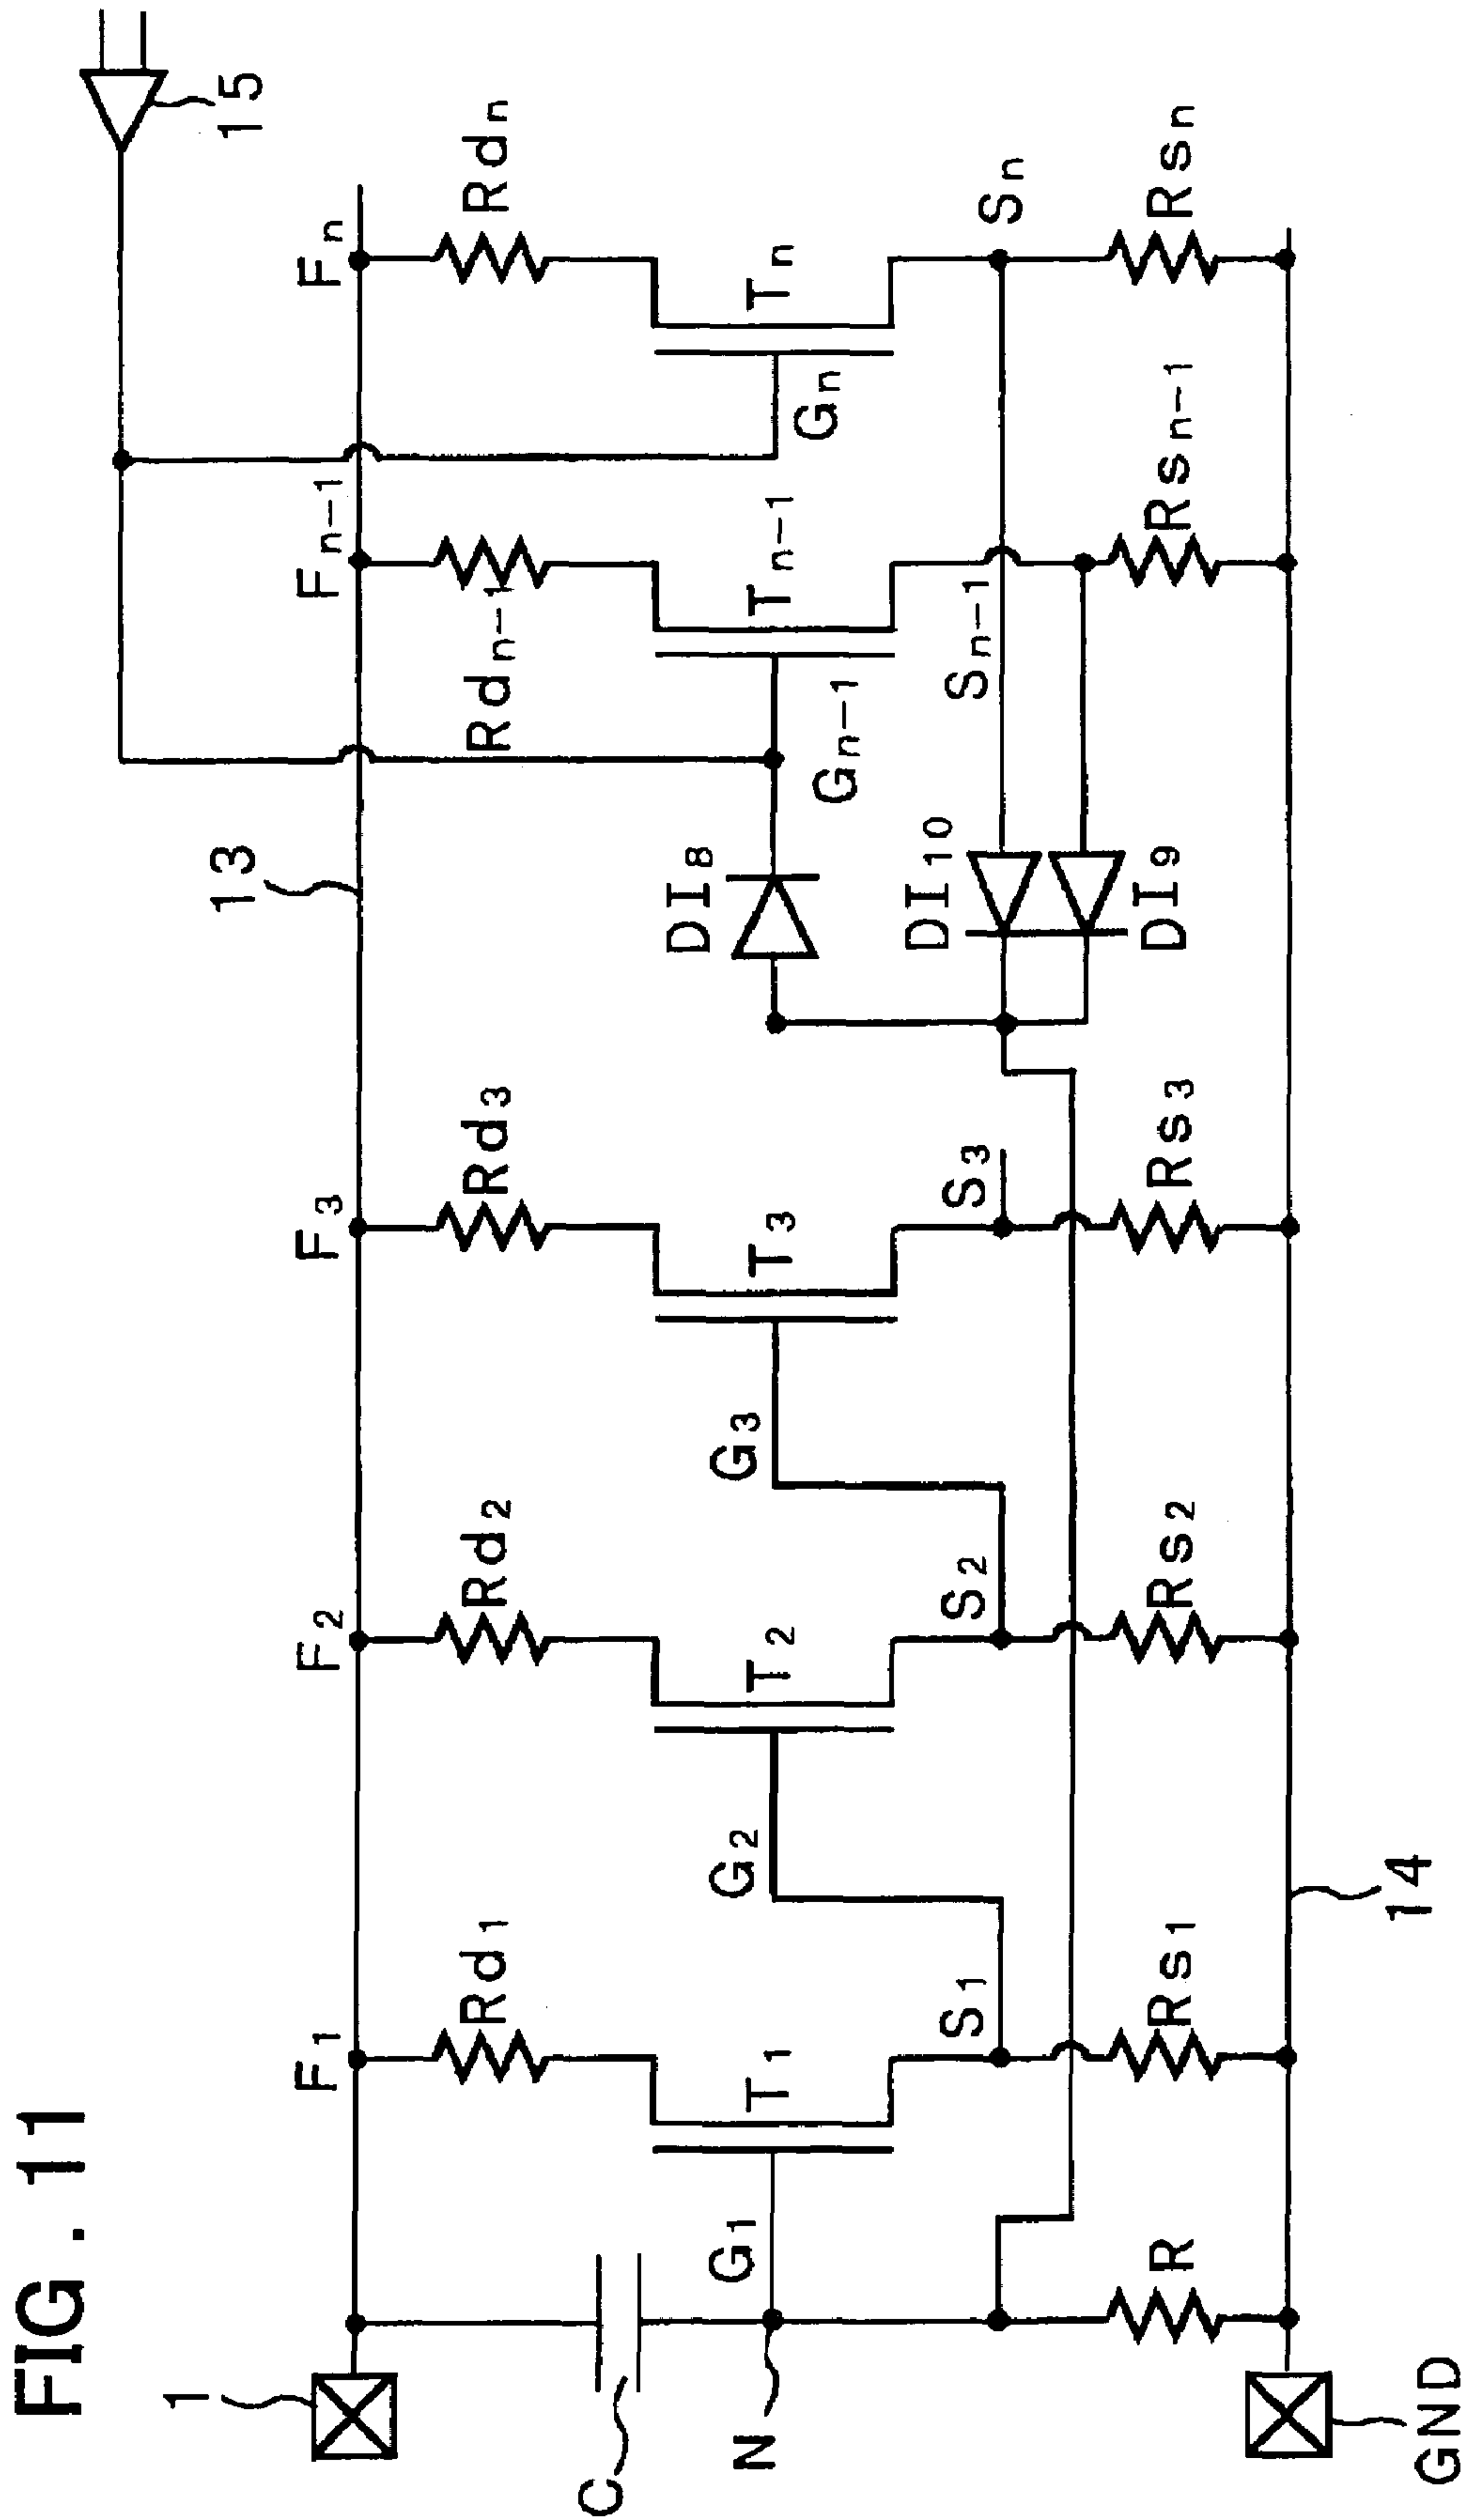 FIG. 11
15
13
1
F₁
F₂
F₃
Fₙ₋₁
Fₙ
Rd₁
Rd₂
Rd₃
Rdₙ₋₁
Rdₙ
C
N
G₁
G₂
G₃
Gₙ₋₁
Gₙ
T₁
T₂
T₃
Tₙ₋₁
Tₙ
DI₈
DI₁₀
DI₉
S₁
S₂
S₃
Sₙ₋₁
Sₙ
R
Rs₁
Rs₂
Rs₃
Rsₙ₋₁
Rsₙ
GND
14